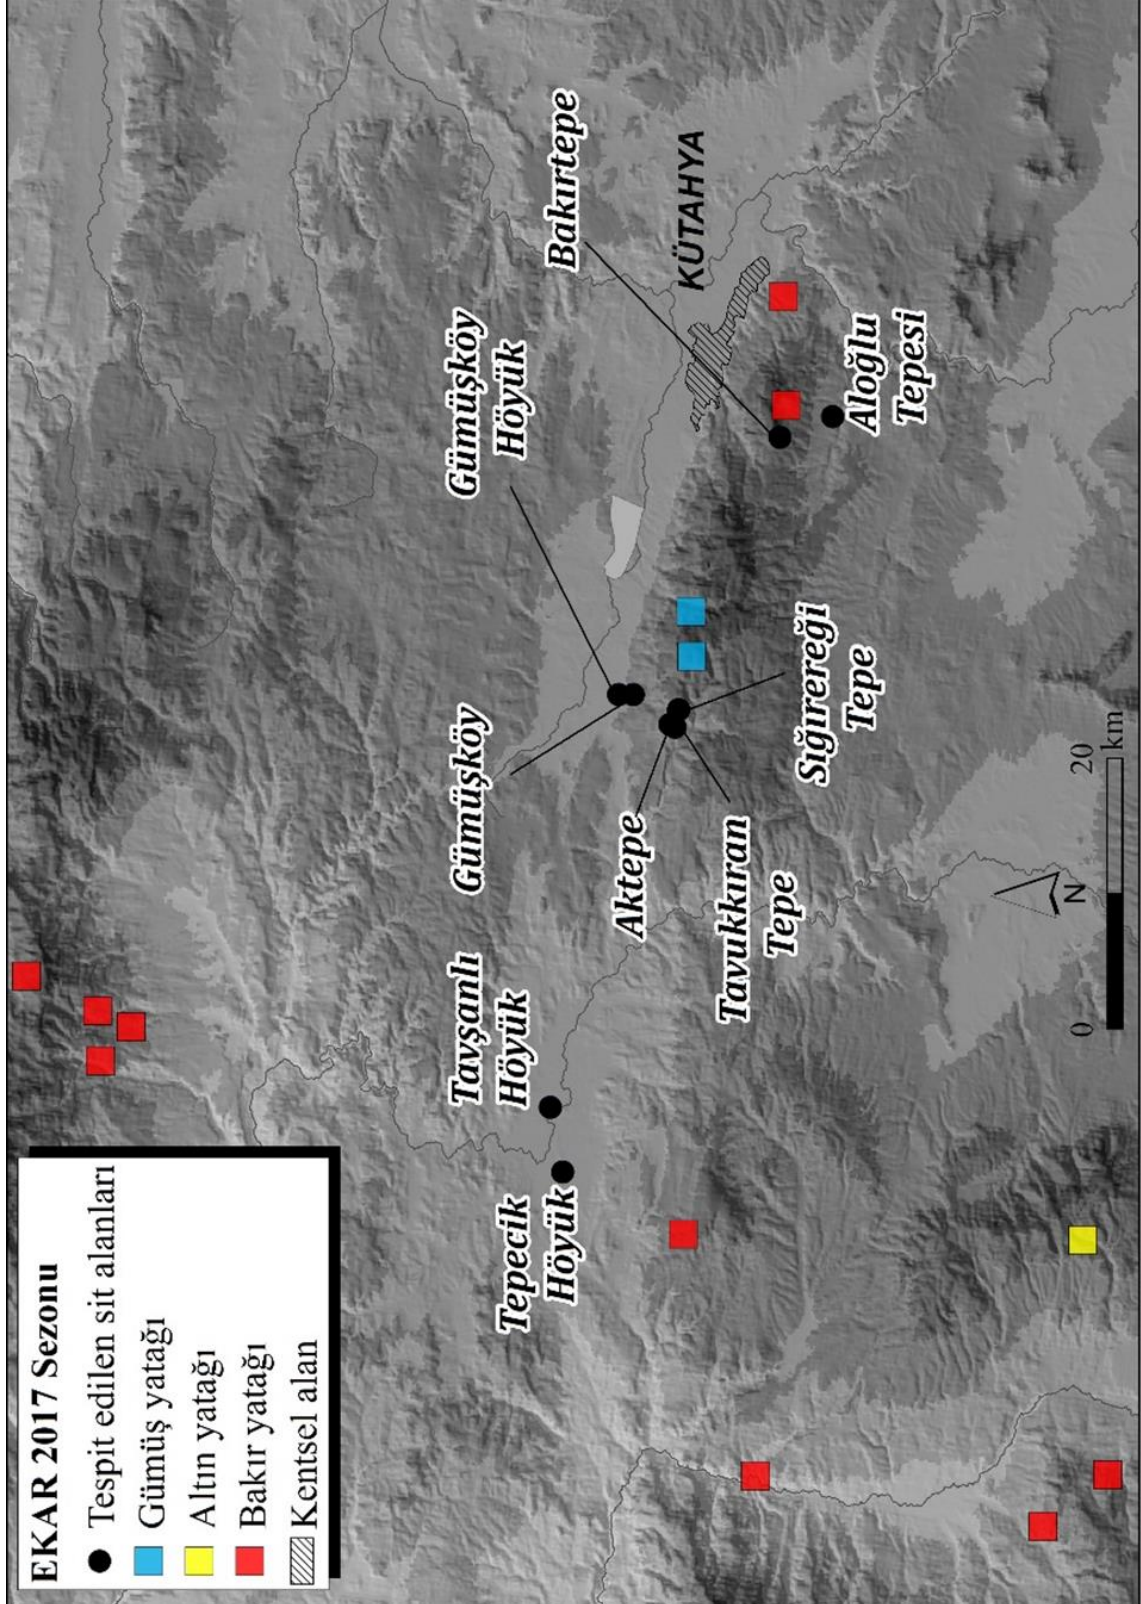 EKAR 2017 Sezonu
Tespit edilen sit alanları
Gümüş yatağı
Altın yatağı
Bakır yatağı
Kentsel alan
Tepecik
Höyük
Tavşanlı
Höyük
Gümüşköy
Gümüşköy
Höyük
Bakırtepe
KÜTAHYA
Aktepe
Tavukkıran
Tepe
Sığırereği
Tepe
Aloğlu
Tepesi
N
0
20
km